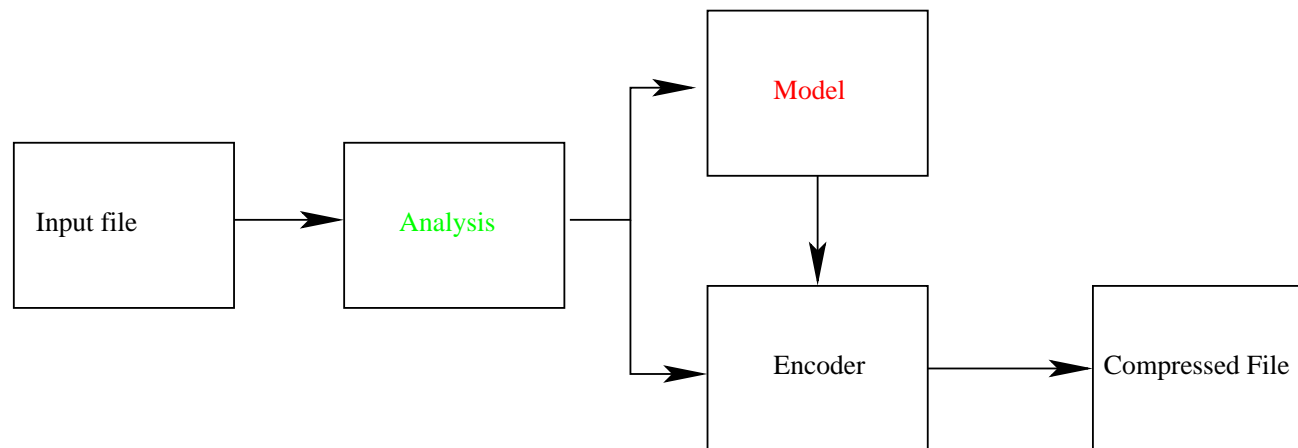 Input file
Analysis
Model
Encoder
Compressed File